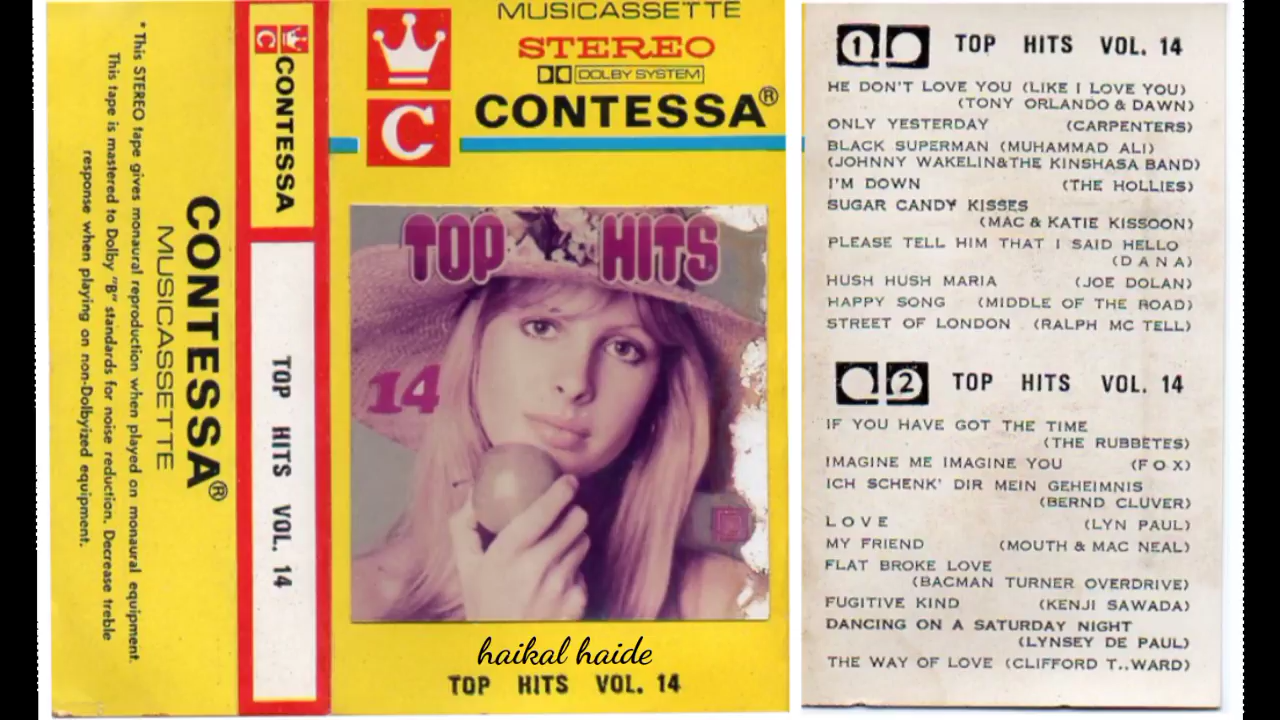 * This STEREO tape gives monaural reproduction when played on monaural equipment.
This tape is mastered to Dolby "B" standards for noise reduction. Decrease treble
response when playing on non-Dolbyized equipment.
CONTESSA®
MUSICASSETTE
C
CONTESSA
TOP HITS VOL. 14
MUSICASSETTE
STEREO
DOLBY SYSTEM
CONTESSA®
C
TOP HITS
14
haikal haide
TOP HITS VOL. 14
1 TOP HITS VOL. 14
HE DON'T LOVE YOU (LIKE I LOVE YOU)
(TONY ORLANDO & DAWN)
ONLY YESTERDAY (CARPENTERS)
BLACK SUPERMAN (MUHAMMAD ALI)
(JOHNNY WAKELIN&THE KINSHASA BAND)
I'M DOWN (THE HOLLIES)
SUGAR CANDY KISSES
(MAC & KATIE KISSOON)
PLEASE TELL HIM THAT I SAID HELLO
(DANA)
HUSH HUSH MARIA (JOE DOLAN)
HAPPY SONG (MIDDLE OF THE ROAD)
STREET OF LONDON (RALPH MC TELL)
2 TOP HITS VOL. 14
IF YOU HAVE GOT THE TIME
(THE RUBBETES)
IMAGINE ME IMAGINE YOU (FOX)
ICH SCHENK' DIR MEIN GEHEIMNIS
(BERND CLUVER)
LOVE (LYN PAUL)
MY FRIEND (MOUTH & MAC NEAL)
FLAT BROKE LOVE
(BACMAN TURNER OVERDRIVE)
FUGITIVE KIND (KENJI SAWADA)
DANCING ON A SATURDAY NIGHT
(LYNSEY DE PAUL)
THE WAY OF LOVE (CLIFFORD T..WARD)